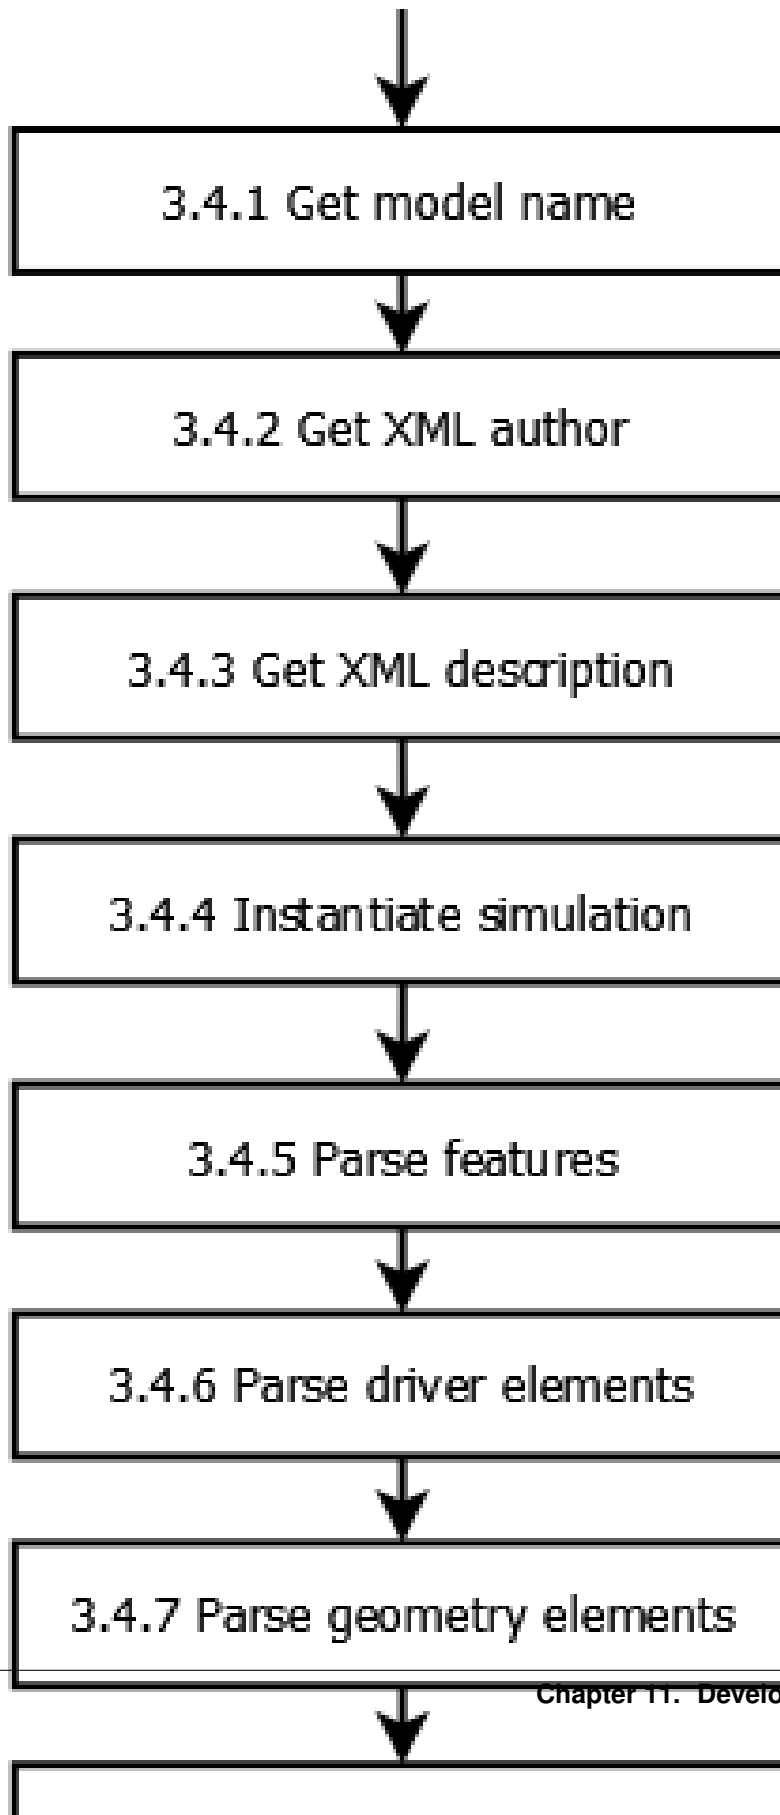 3.4.1 Get model name
3.4.2 Get XML author
3.4.3 Get XML description
3.4.4 Instantiate simulation
3.4.5 Parse features
3.4.6 Parse driver elements
3.4.7 Parse geometry elements
Chapter 11. Develo